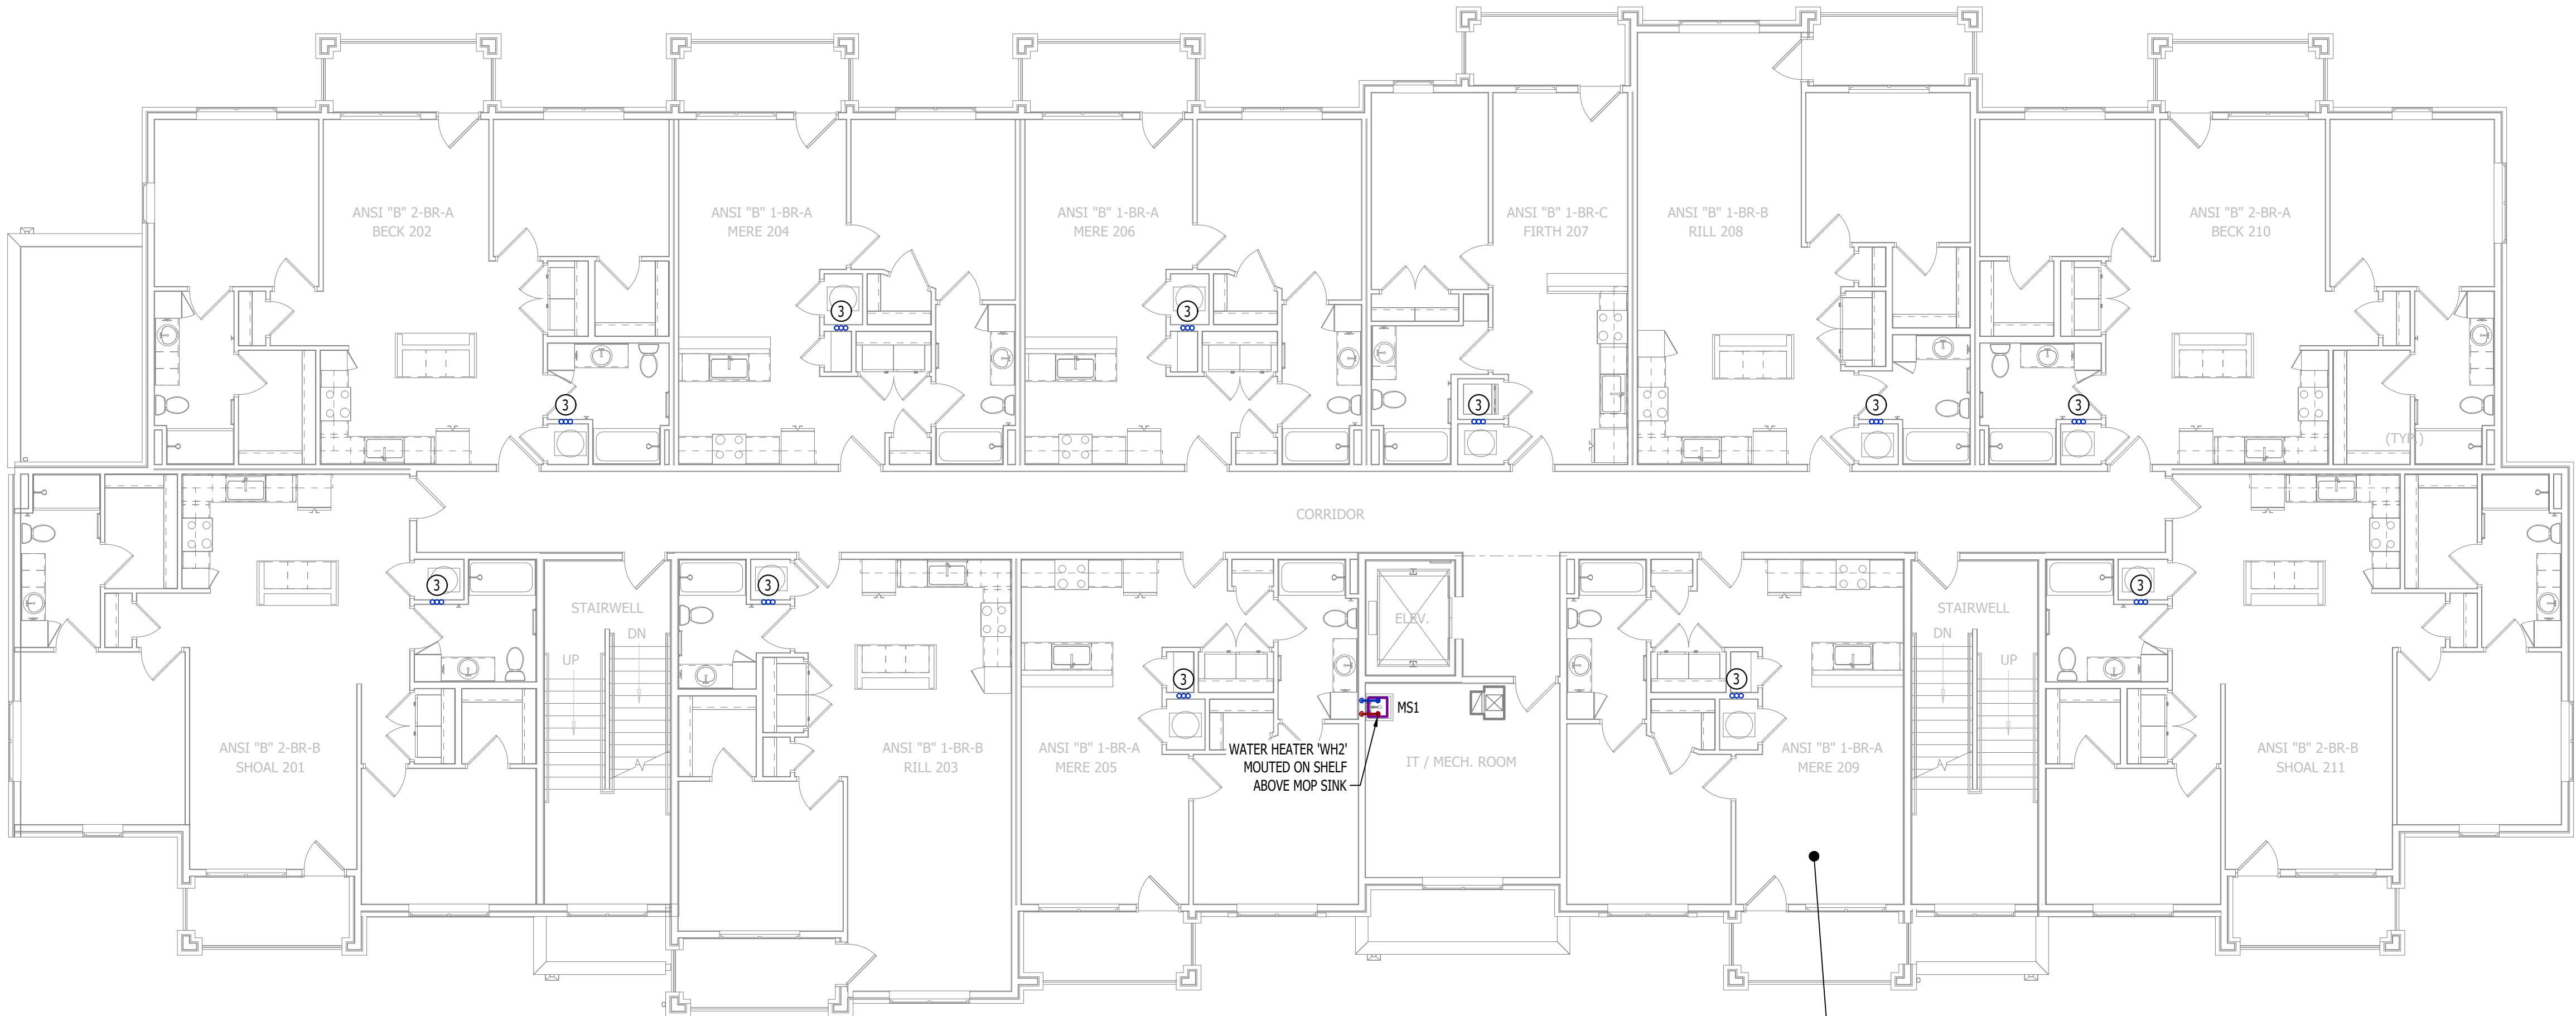 ANSI "B" 2-BR-A
BECK 202
ANSI "B" 1-BR-A
MERE 204
ANSI "B" 1-BR-A
MERE 206
ANSI "B" 1-BR-C
FIRTH 207
ANSI "B" 1-BR-B
RILL 208
ANSI "B" 2-BR-A
BECK 210
3
3
3
3
3
3
(TYP.)
CORRIDOR
3
3
3
STAIRWELL
DN
UP
ELEV.
STAIRWELL
DN
UP
3
3
MS1
WATER HEATER 'WH2'
MOUTED ON SHELF
ABOVE MOP SINK
ANSI "B" 2-BR-B
SHOAL 201
ANSI "B" 1-BR-B
RILL 203
ANSI "B" 1-BR-A
MERE 205
IT / MECH. ROOM
ANSI "B" 1-BR-A
MERE 209
ANSI "B" 2-BR-B
SHOAL 211